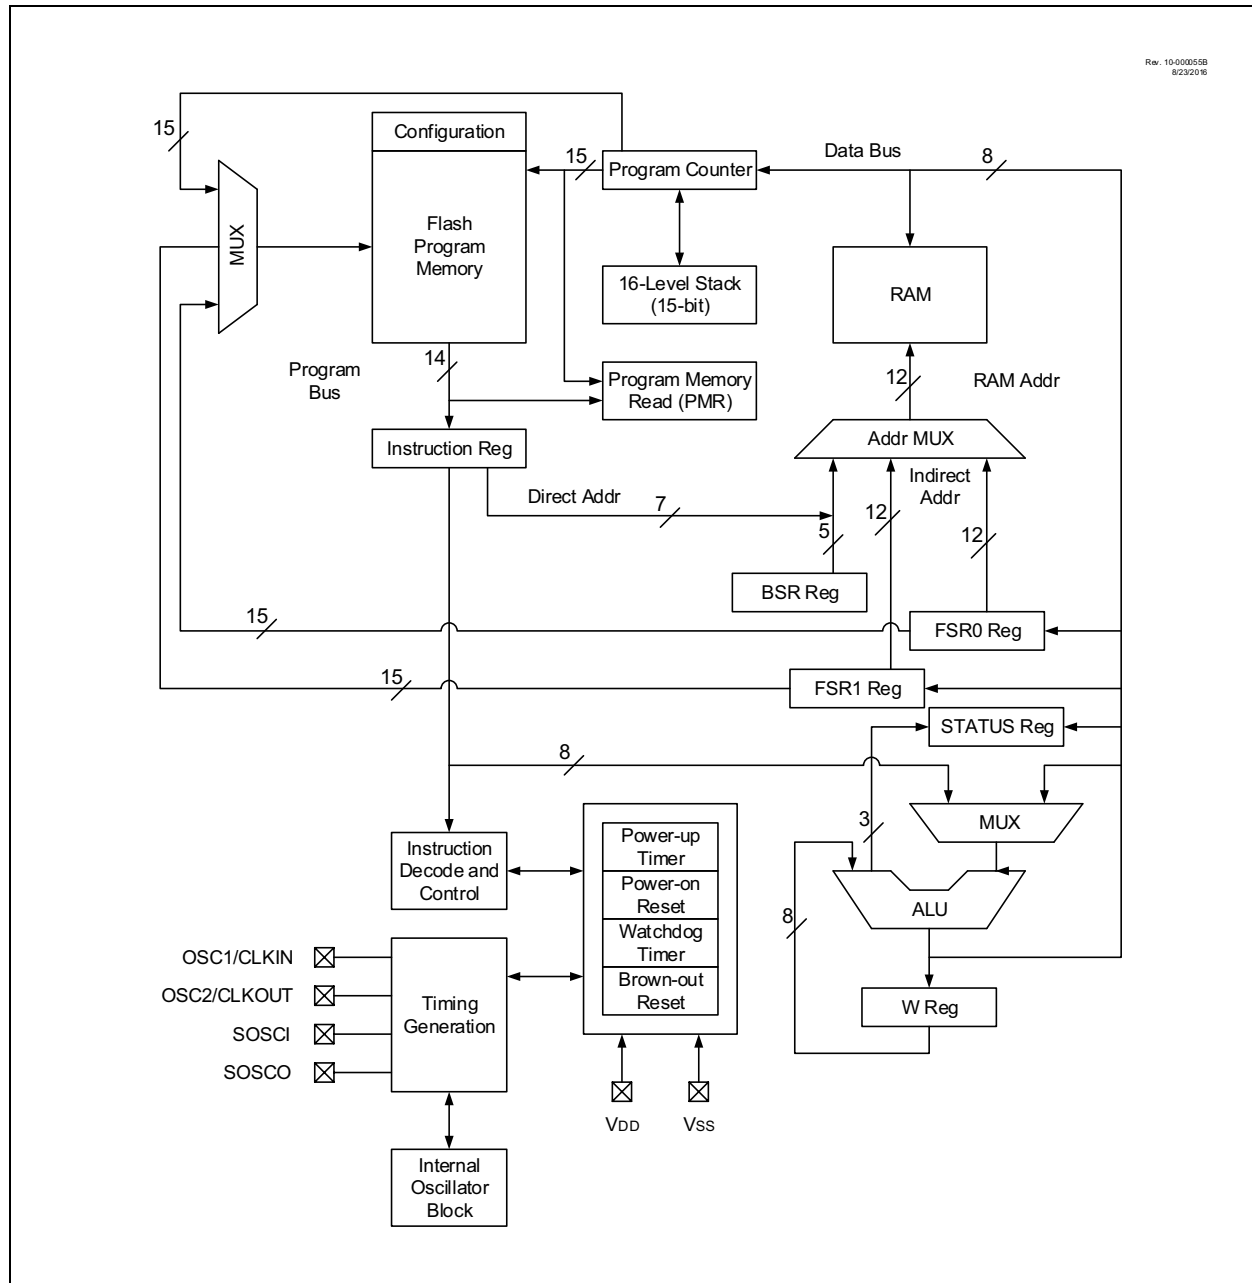 Rev. 10-000055B
8/23/2016
15
Configuration
15
Program Counter
Data Bus
8
MUX
Flash
Program
Memory
16-Level Stack
(15-bit)
RAM
Program
Bus
14
Program Memory
Read (PMR)
12
RAM Addr
Instruction Reg
Addr MUX
Direct Addr
7
Indirect
Addr
5
12
12
BSR Reg
15
FSR0 Reg
15
FSR1 Reg
STATUS Reg
8
3
MUX
Instruction
Decode and
Control
Power-up
Timer
Power-on
Reset
Watchdog
Timer
Brown-out
Reset
8
ALU
W Reg
OSC1/CLKIN
OSC2/CLKOUT
SOSCI
SOSCO
Timing
Generation
VDD
VSS
Internal
Oscillator
Block